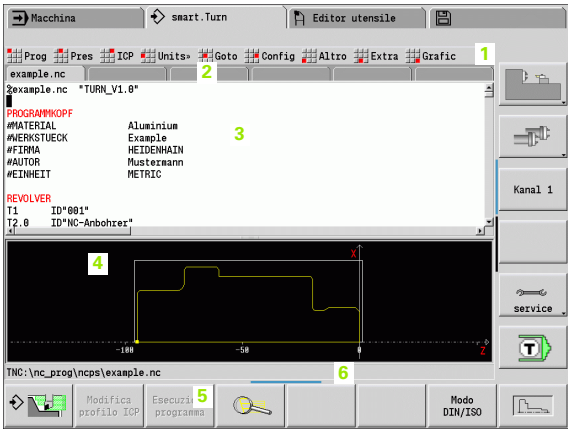 Macchina smart.Turn Editor utensile
Prog Pres ICP Units» Goto Config Altro Extra Grafic 1
example.nc 2
%example.nc "TURN_V1.0"
PROGRAMMKOPF
#MATERIAL Aluminium
#WERKSTUECK Example 3
#FIRMA HEIDENHAIN
#AUTOR Mustermann
#EINHEIT METRIC
REVOLVER
T1 ID"001"
T2.0 ID"NC-Anbohrer"
Kanal 1
X
4
-100 -50 0 Z
service
TNC:\nc_prog\ncps\example.nc 6
T
5
Modifica
profilo ICP
programma
Modo
DIN/ISO